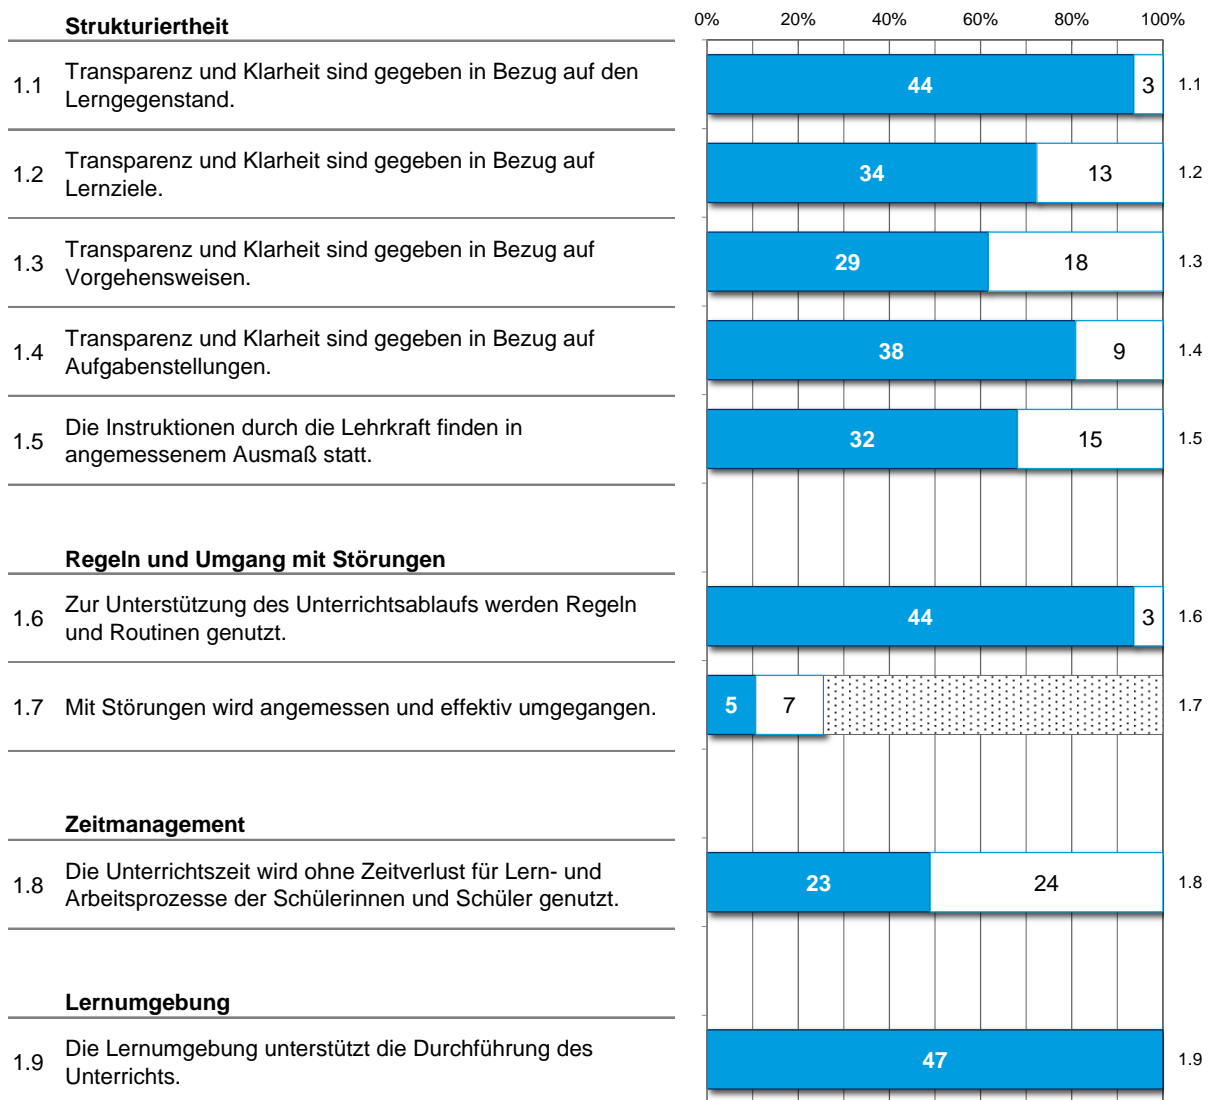 Strukturiertheit
0% 20% 40% 60% 80% 100%
1.1 Transparenz und Klarheit sind gegeben in Bezug auf den
Lerngegenstand.
44 3 1.1
1.2 Transparenz und Klarheit sind gegeben in Bezug auf
Lernziele.
34 13 1.2
1.3 Transparenz und Klarheit sind gegeben in Bezug auf
Vorgehensweisen.
29 18 1.3
1.4 Transparenz und Klarheit sind gegeben in Bezug auf
Aufgabenstellungen.
38 9 1.4
1.5 Die Instruktionen durch die Lehrkraft finden in
angemessenem Ausmaß statt.
32 15 1.5
Regeln und Umgang mit Störungen
1.6 Zur Unterstützung des Unterrichtsablaufs werden Regeln
und Routinen genutzt.
44 3 1.6
1.7 Mit Störungen wird angemessen und effektiv umgegangen.
5 7 1.7
Zeitmanagement
1.8 Die Unterrichtszeit wird ohne Zeitverlust für Lern- und
Arbeitsprozesse der Schülerinnen und Schüler genutzt.
23 24 1.8
Lernumgebung
1.9 Die Lernumgebung unterstützt die Durchführung des
Unterrichts.
47 1.9